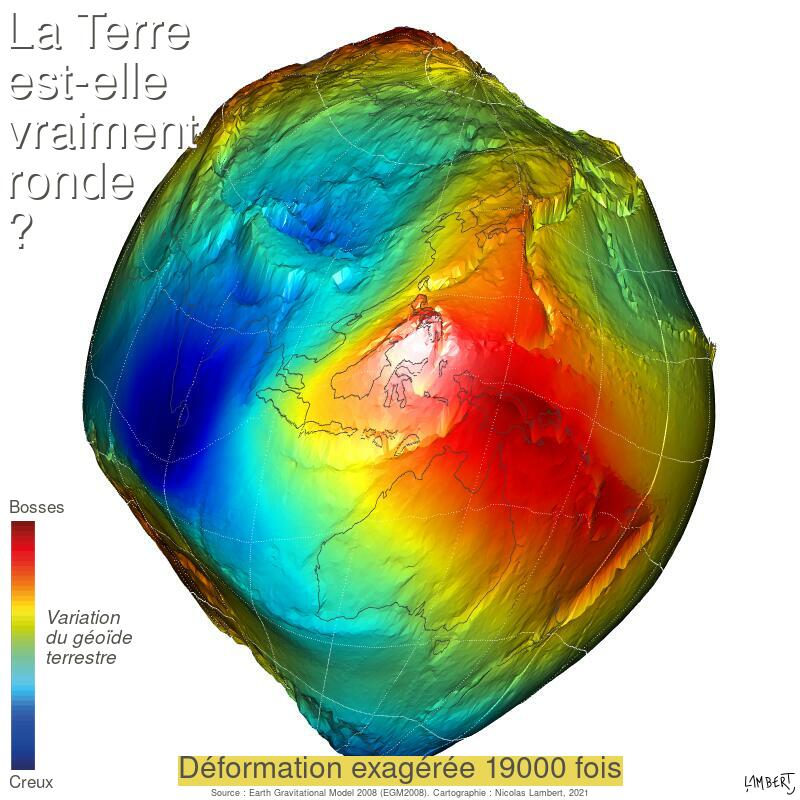 La Terre
est-elle
vraiment
ronde
?
Bosses
Variation
du géoïde
terrestre
Creux
Déformation exagérée 19000 fois
Source : Earth Gravitational Model 2008 (EGM2008). Cartographie : Nicolas Lambert, 2021
LAMBERT